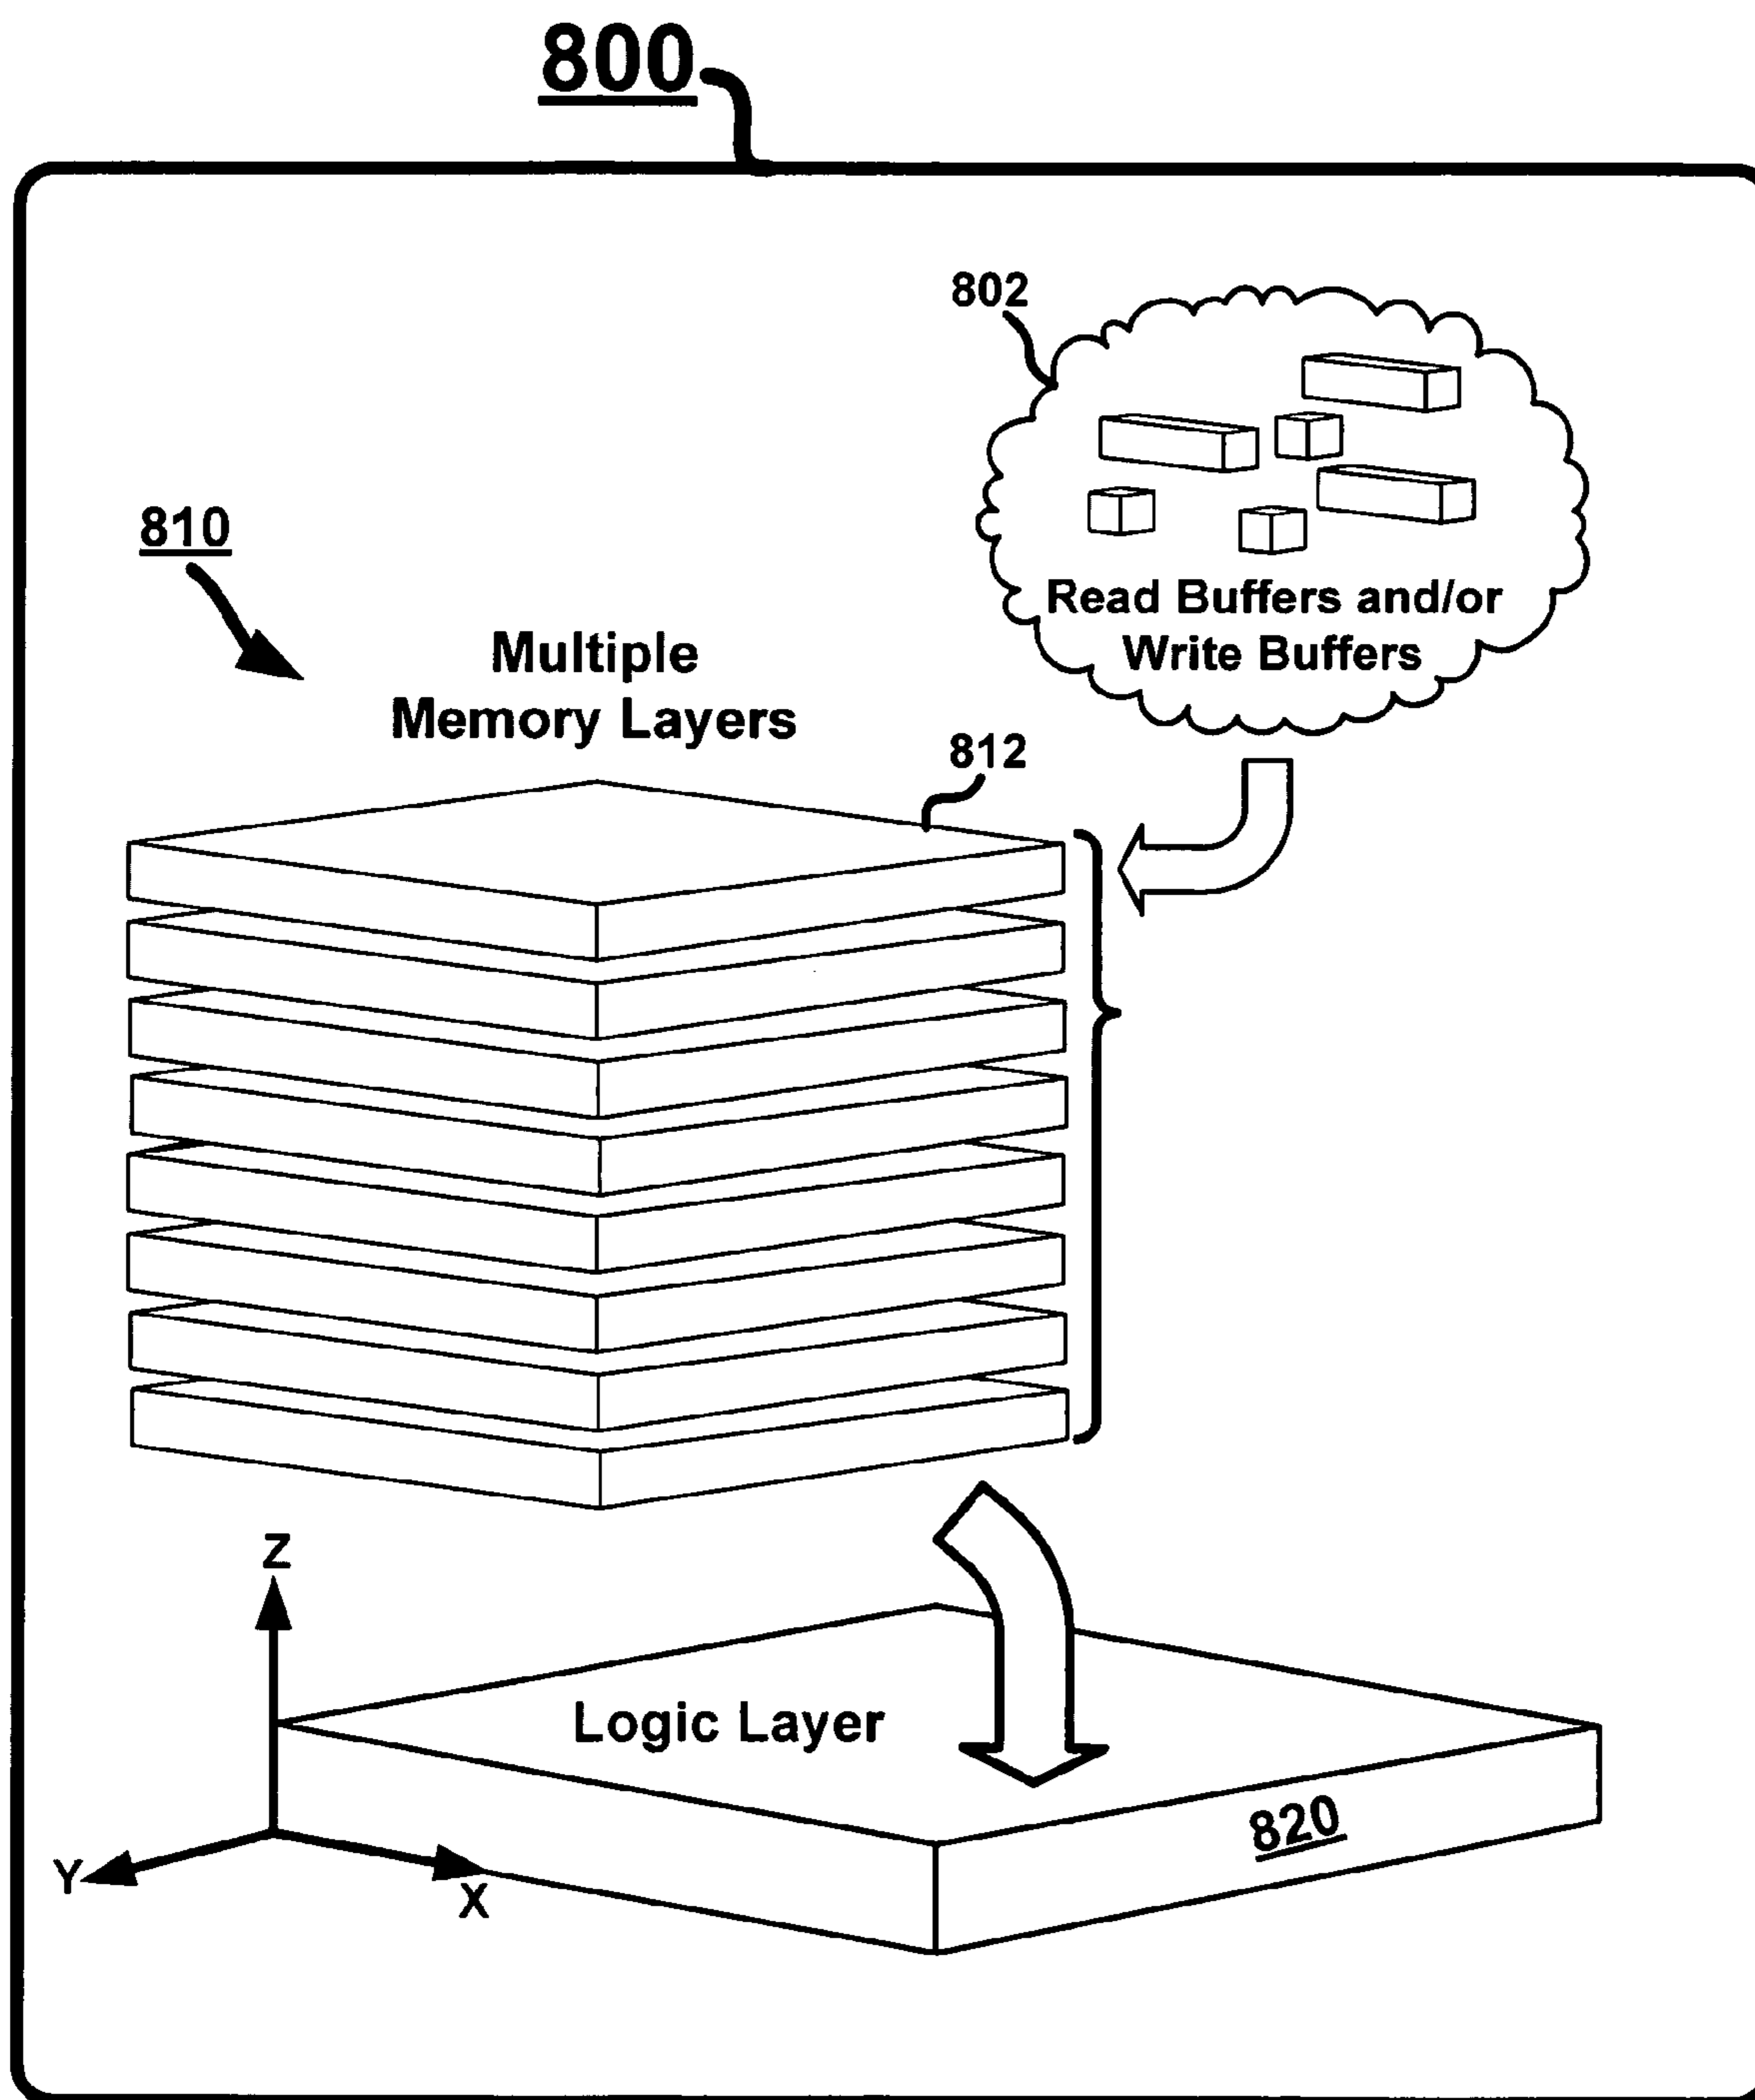 800
802
Read Buffers and/or
Write Buffers
810
Multiple
Memory Layers
812
Z
Logic Layer
820
Y
X